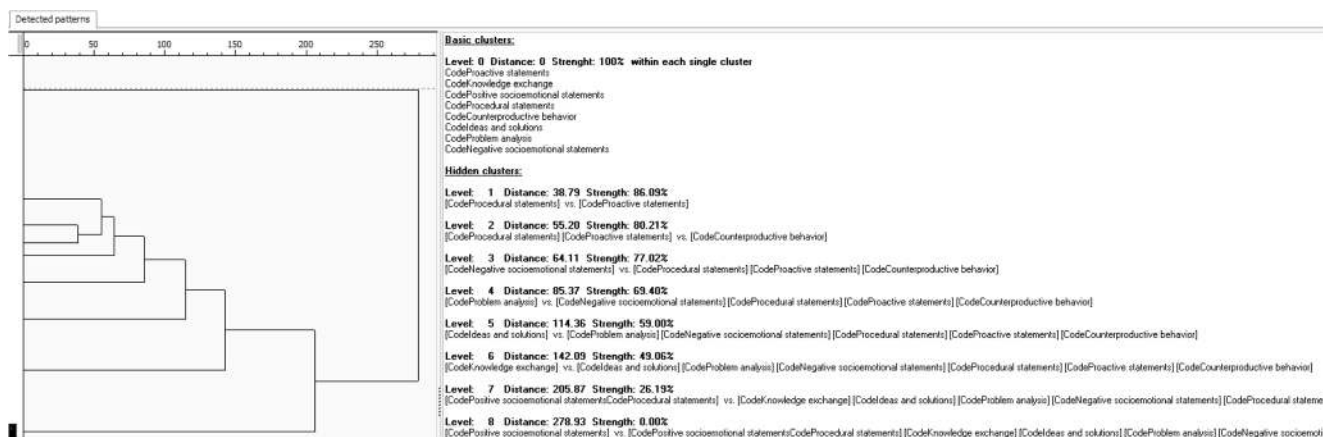 Detected patterns
0 50 100 150 200 250
Basic clusters:
Level: 0 Distance: 0 Strenght: 100% within each single cluster
CodeProactive statements
CodeKnowledge exchange
CodePositive socioemotional statements
CodeProcedural statements
CodeCounterproductive behavior
CodeIdeas and solutions
CodeProblem analysis
CodeNegative socioemotional statements
Hidden clusters:
Level: 1 Distance: 38.79 Strength: 86.09%
[CodeProcedural statements] vs. [CodeProactive statements]
Level: 2 Distance: 55.20 Strength: 80.21%
[CodeProcedural statements] [CodeProactive statements] vs. [CodeCounterproductive behavior]
Level: 3 Distance: 64.11 Strength: 77.02%
[CodeNegative socioemotional statements] vs. [CodeProcedural statements] [CodeProactive statements] [CodeCounterproductive behavior]
Level: 4 Distance: 85.37 Strength: 69.40%
[CodeProblem analysis] vs. [CodeNegative socioemotional statements] [CodeProcedural statements] [CodeProactive statements] [CodeCounterproductive behavior]
Level: 5 Distance: 114.36 Strength: 59.00%
[CodeIdeas and solutions] vs. [CodeProblem analysis] [CodeNegative socioemotional statements] [CodeProcedural statements] [CodeProactive statements] [CodeCounterproductive behavior]
Level: 6 Distance: 142.09 Strength: 49.06%
[CodeKnowledge exchange] vs. [CodeIdeas and solutions] [CodeProblem analysis] [CodeNegative socioemotional statements] [CodeProcedural statements] [CodeProactive statements] [CodeCounterproductive behavior]
Level: 7 Distance: 205.87 Strength: 26.19%
[CodePositive socioemotional statementsCodeProcedural statements] vs. [CodeKnowledge exchange] [CodeIdeas and solutions] [CodeProblem analysis] [CodeNegative socioemotional statements] [CodeProcedural stateme
Level: 8 Distance: 278.93 Strength: 0.00%
[CodePositive socioemotional statements] vs. [CodePositive socioemotional statementsCodeProcedural statements] [CodeKnowledge exchange] [CodeIdeas and solutions] [CodeProblem analysis] [CodeNegative socioemoti